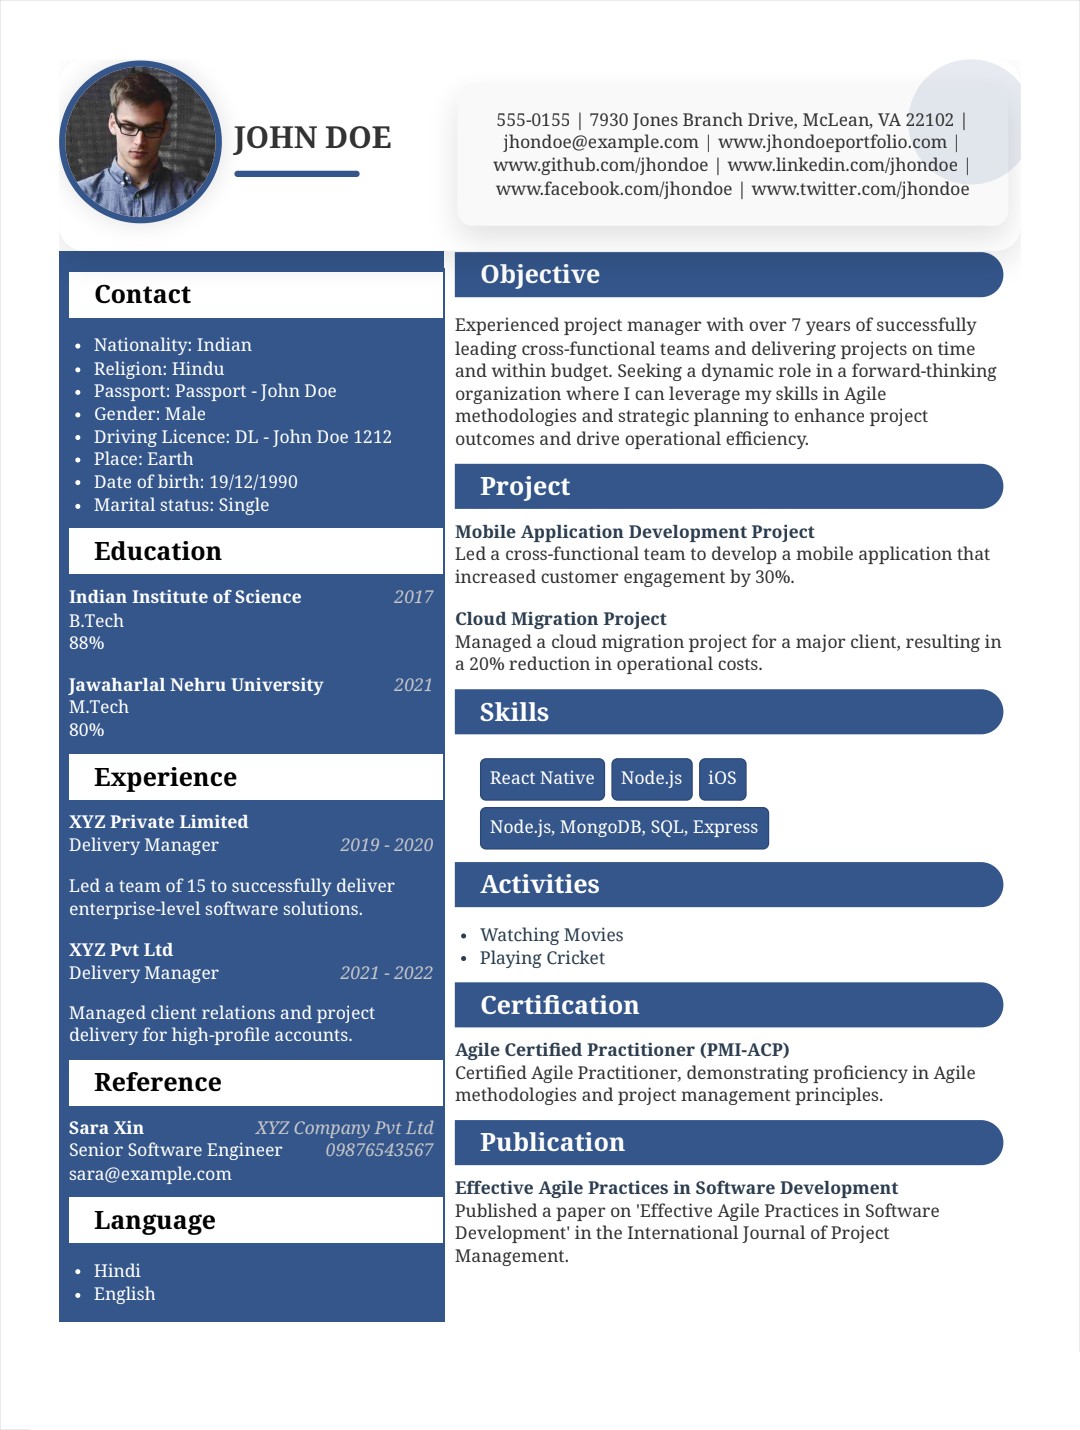 JOHN DOE
555-0155 | 7930 Jones Branch Drive, McLean, VA 22102 |
jhondoe@example.com | www.jhondoeportfolio.com |
www.github.com/jhondoe | www.linkedin.com/jhondoe |
www.facebook.com/jhondoe | www.twitter.com/jhondoe
Contact
• Nationality: Indian
• Religion: Hindu
• Passport: Passport - John Doe
• Gender: Male
• Driving Licence: DL - John Doe 1212
• Place: Earth
• Date of birth: 19/12/1990
• Marital status: Single
Education
Indian Institute of Science 2017
B.Tech
88%
Jawaharlal Nehru University 2021
M.Tech
80%
Experience
XYZ Private Limited
Delivery Manager 2019 - 2020
Led a team of 15 to successfully deliver
enterprise-level software solutions.
XYZ Pvt Ltd
Delivery Manager 2021 - 2022
Managed client relations and project
delivery for high-profile accounts.
Reference
Sara Xin XYZ Company Pvt Ltd
Senior Software Engineer 09876543567
sara@example.com
Language
• Hindi
• English
Objective
Experienced project manager with over 7 years of successfully
leading cross-functional teams and delivering projects on time
and within budget. Seeking a dynamic role in a forward-thinking
organization where I can leverage my skills in Agile
methodologies and strategic planning to enhance project
outcomes and drive operational efficiency.
Project
Mobile Application Development Project
Led a cross-functional team to develop a mobile application that
increased customer engagement by 30%.
Cloud Migration Project
Managed a cloud migration project for a major client, resulting in
a 20% reduction in operational costs.
Skills
React Native Node.js iOS
Node.js, MongoDB, SQL, Express
Activities
• Watching Movies
• Playing Cricket
Certification
Agile Certified Practitioner (PMI-ACP)
Certified Agile Practitioner, demonstrating proficiency in Agile
methodologies and project management principles.
Publication
Effective Agile Practices in Software Development
Published a paper on 'Effective Agile Practices in Software
Development' in the International Journal of Project
Management.